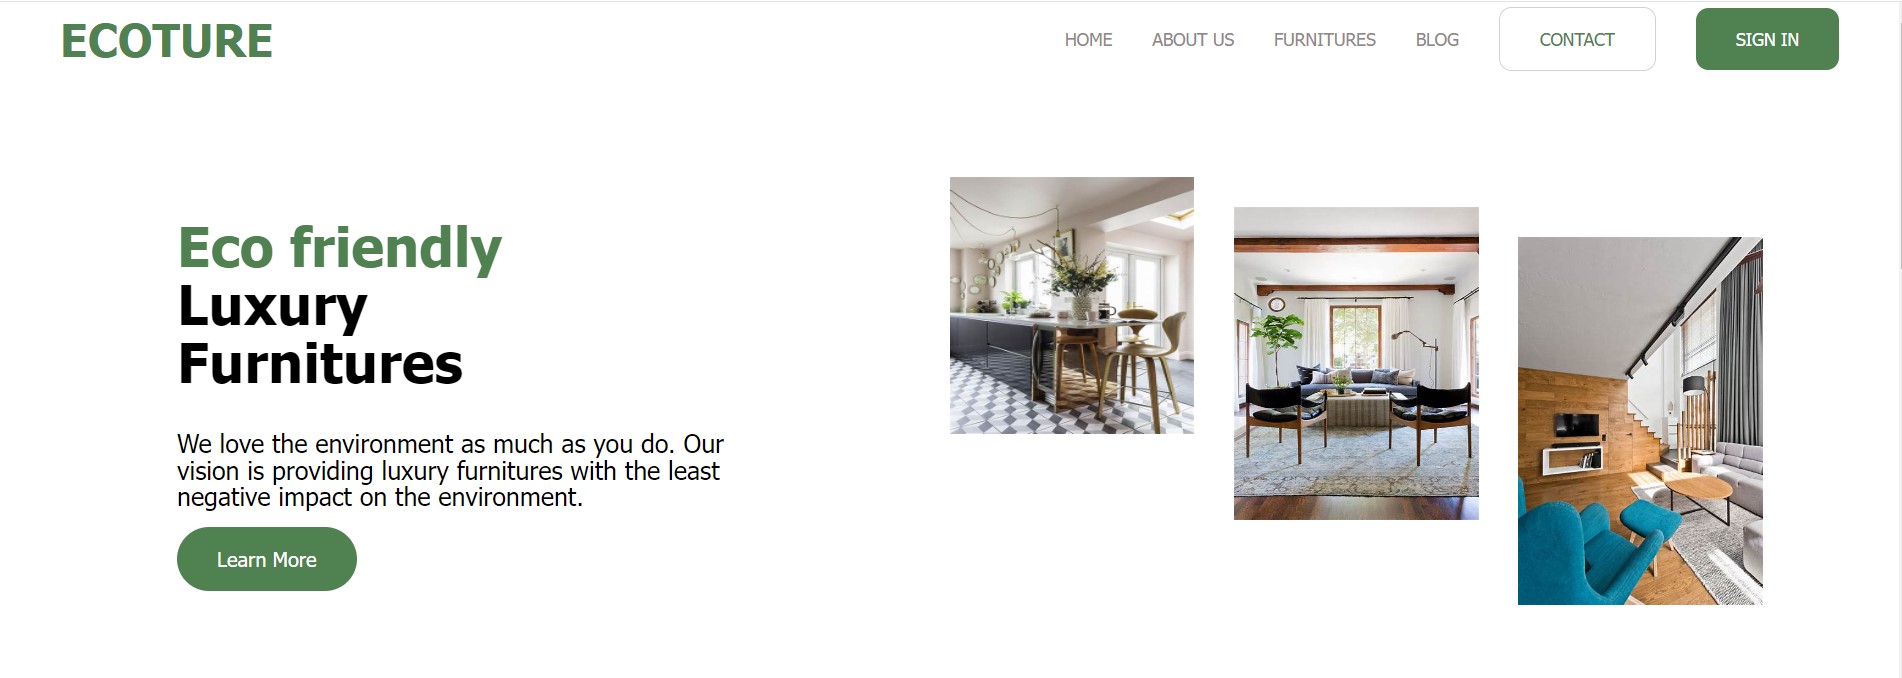 ECOTURE
HOME ABOUT US FURNITURES BLOG CONTACT SIGN IN
Eco friendly
Luxury
Furnitures
We love the environment as much as you do. Our
vision is providing luxury furnitures with the least
negative impact on the environment.
Learn More